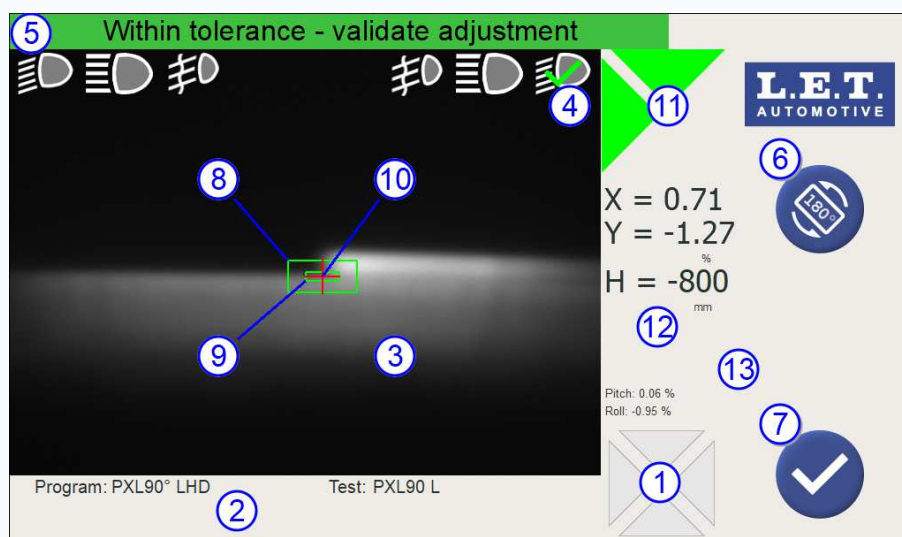 5
Within tolerance - validate adjustment
4
11
L.E.T.
AUTOMOTIVE
6
180°
8
10
X = 0.71
Y = -1.27
%
H = -800
mm
12
9
3
13
Pitch: 0.06 %
Roll: -0.95 %
7
1
Program: PXL90° LHD
Test: PXL90 L
2